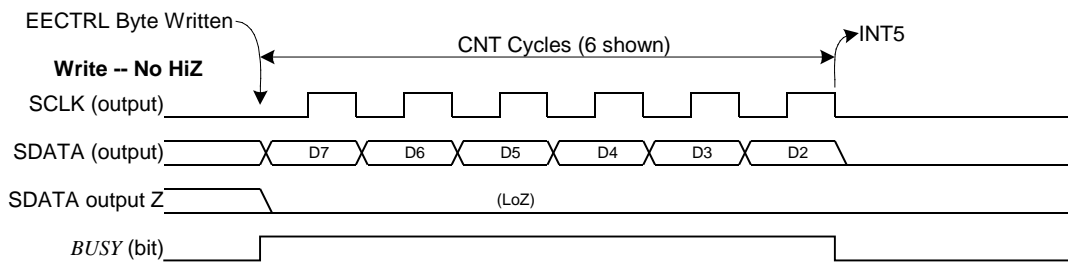 EECTRL Byte Written
CNT Cycles (6 shown)
INT5
Write -- No HiZ
SCLK (output)
SDATA (output)
D7 D6 D5 D4 D3 D2
SDATA output Z
(LoZ)
BUSY (bit)